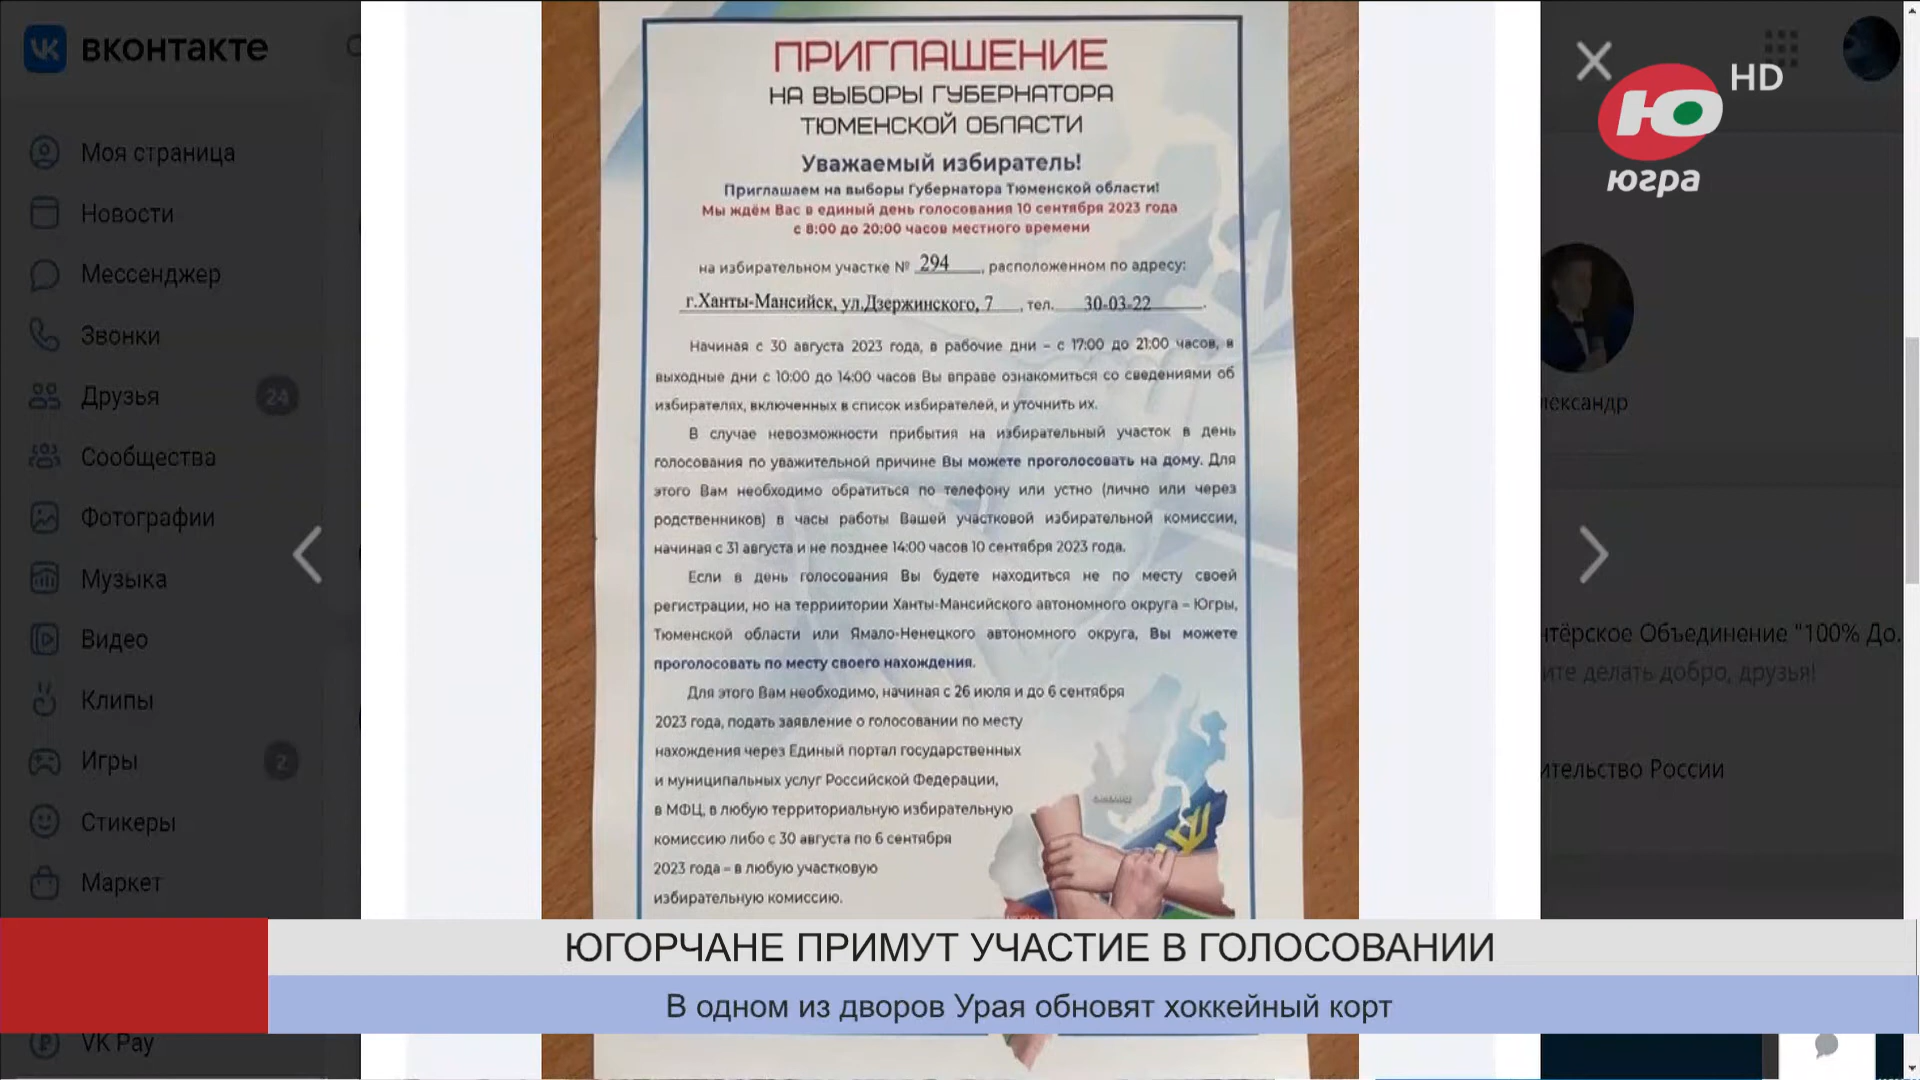 вконтакте
Моя страница
Новости
Мессенджер
Звонки
Друзья
24
Сообщества
Фотографии
Музыка
Видео
Клипы
Игры
2
Стикеры
Маркет
VK Pay
ПРИГЛАШЕНИЕ
НА ВЫБОРЫ ГУБЕРНАТОРА
ТЮМЕНСКОЙ ОБЛАСТИ
Уважаемый избиратель!
Приглашаем на выборы Губернатора Тюменской области!
Мы ждём Вас в единый день голосования 10 сентября 2023 года
с 8:00 до 20:00 часов местного времени
на избирательном участке № 294, расположенном по адресу:
г.Ханты-Мансийск, ул.Дзержинского, 7, тел. 30-03-22.
Начиная с 30 августа 2023 года, в рабочие дни – с 17:00 до 21:00 часов, в
выходные дни с 10:00 до 14:00 часов Вы вправе ознакомиться со сведениями об
избирателях, включенных в список избирателей, и уточнить их.
В случае невозможности прибытия на избирательный участок в день
голосования по уважительной причине Вы можете проголосовать на дому. Для
этого Вам необходимо обратиться по телефону или устно (лично или через
родственников) в часы работы Вашей участковой избирательной комиссии,
начиная с 31 августа и не позднее 14:00 часов 10 сентября 2023 года.
Если в день голосования Вы будете находиться не по месту своей
регистрации, но на территории Ханты-Мансийского автономного округа – Югры,
Тюменской области или Ямало-Ненецкого автономного округа, Вы можете
проголосовать по месту своего нахождения.
Для этого Вам необходимо, начиная с 26 июля и до 6 сентября
2023 года, подать заявление о голосовании по месту
нахождения через Единый портал государственных
и муниципальных услуг Российской Федерации,
в МФЦ, в любую территориальную избирательную
комиссию либо с 30 августа по 6 сентября
2023 года – в любую участковую
избирательную комиссию.
Ю HD
югра
лександр
нтёрское Объединение "100% До.
ите делать добро, друзья!
ительство России
ЮГОРЧАНЕ ПРИМУТ УЧАСТИЕ В ГОЛОСОВАНИИ
В одном из дворов Урая обновят хоккейный корт